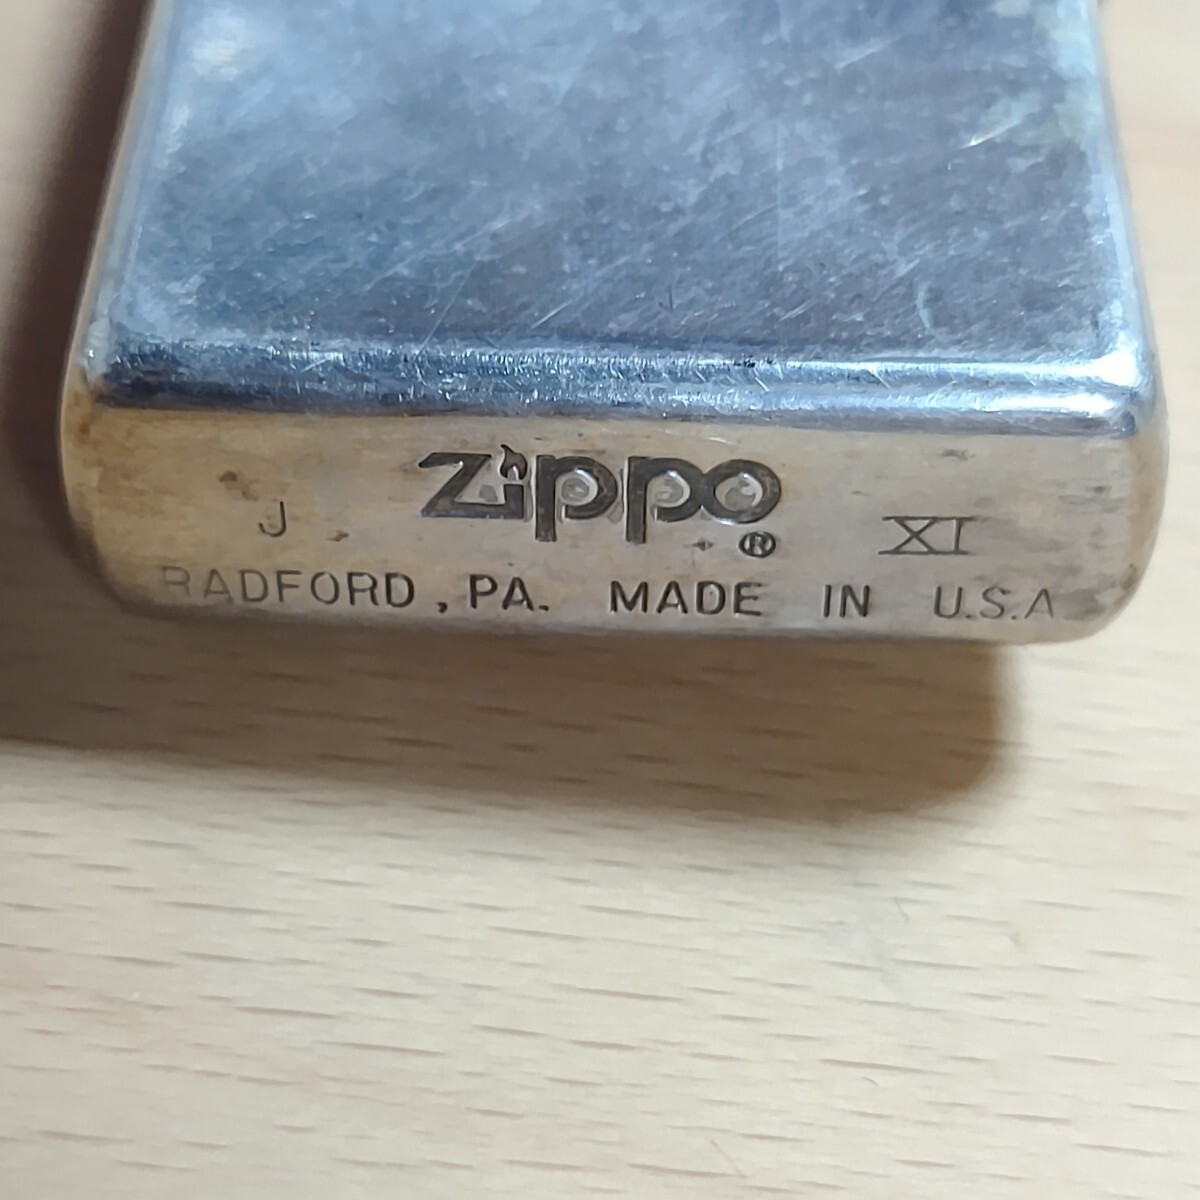 J zippo ® XI
RADFORD, PA. MADE IN U.S.A